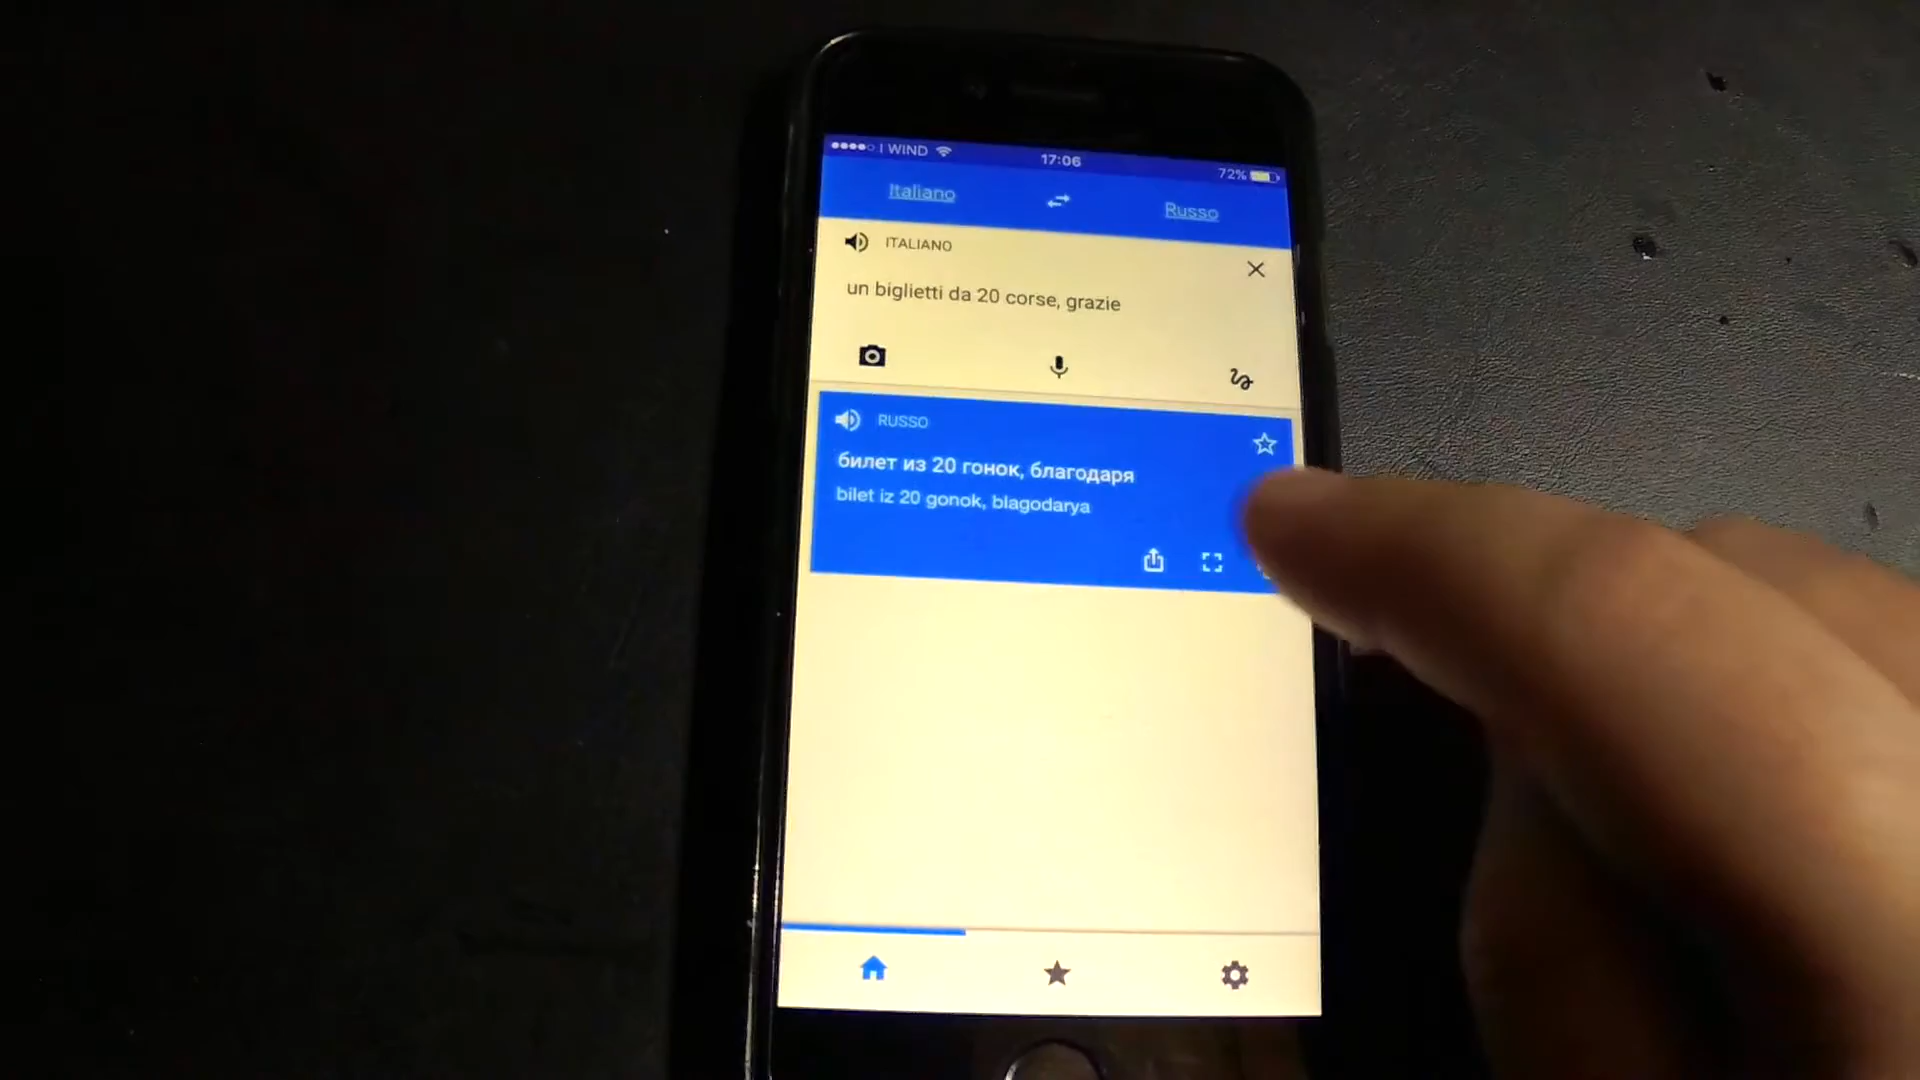 WIND 17:06 72%
Italiano Russo
ITALIANO
un biglietti da 20 corse, grazie
RUSSO
билет из 20 гонок, благодаря
bilet iz 20 gonok, blagodarya